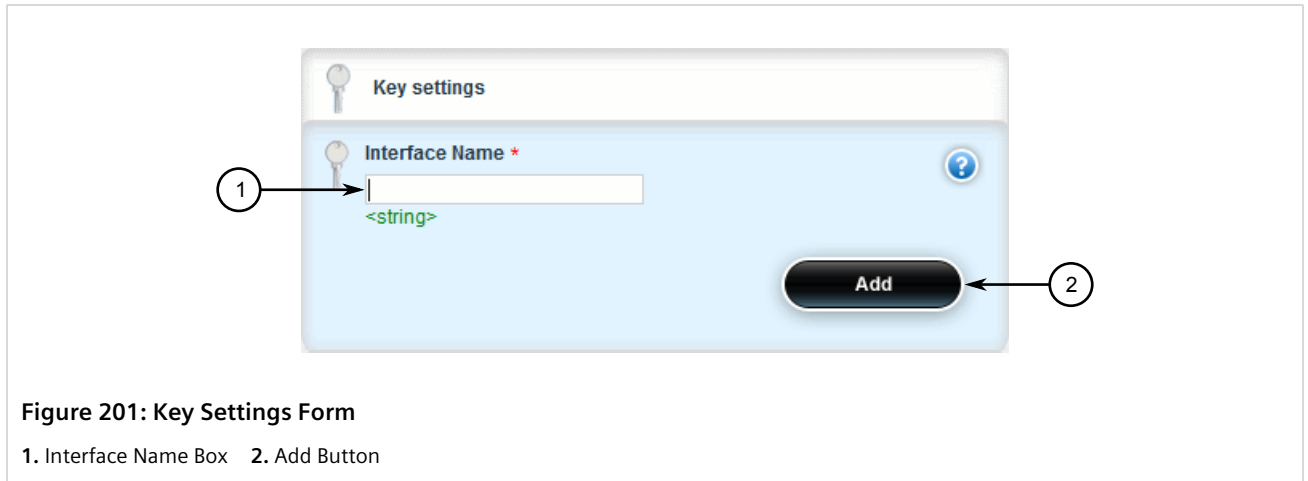 Key settings
Interface Name *
?
1
<string>
Add
2
Figure 201: Key Settings Form
1. Interface Name Box 2. Add Button